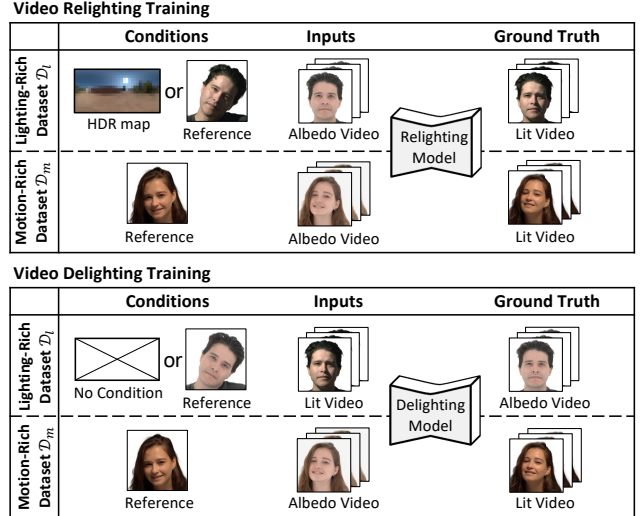 Video Relighting Training
Conditions Inputs Ground Truth
Lighting-Rich
Dataset 𝒟ₗ
or
HDR map
Reference
Albedo Video
Relighting
Model
Lit Video
Motion-Rich
Dataset 𝒟ₘ
Reference
Albedo Video
Lit Video
Video Delighting Training
Conditions Inputs Ground Truth
Lighting-Rich
Dataset 𝒟ₗ
or
No Condition
Reference
Lit Video
Delighting
Model
Albedo Video
Motion-Rich
Dataset 𝒟ₘ
Reference
Albedo Video
Lit Video